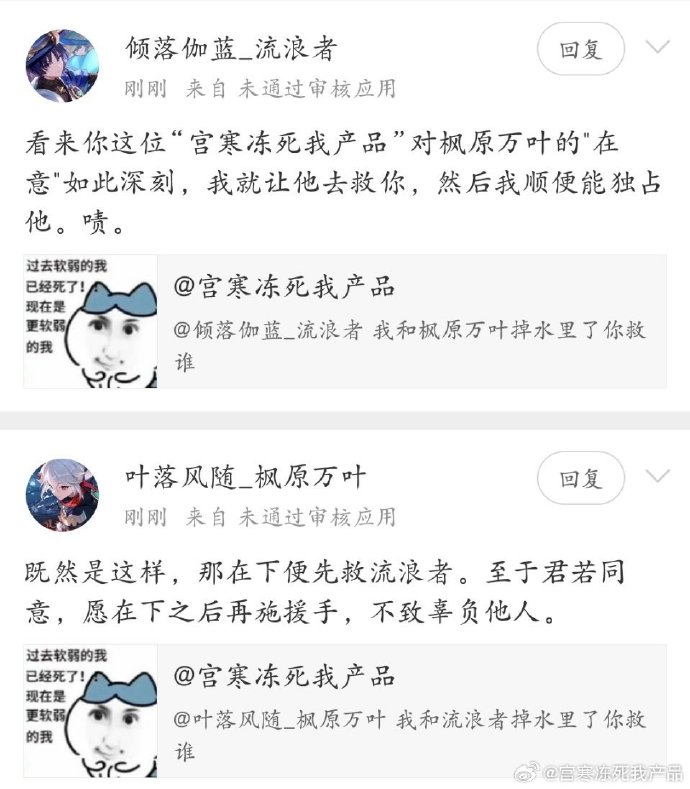 倾落伽蓝_流浪者
回复
刚刚 来自 未通过审核应用
看来你这位“宫寒冻死我产品”对枫原万叶的"在
意"如此深刻，我就让他去救你，然后我顺便能独占
他。啧。
过去软弱的我
已经死了!
现在是
更软弱
的我
@宫寒冻死我产品
@倾落伽蓝_流浪者 我和枫原万叶掉水里了你救
谁
叶落风随_枫原万叶
回复
刚刚 来自 未通过审核应用
既然是这样，那在下便先救流浪者。至于君若同
意，愿在下之后再施援手，不致辜负他人。
过去软弱的我
已经死了!
现在是
更软弱
的我
@宫寒冻死我产品
@叶落风随_枫原万叶 我和流浪者掉水里了你救
谁
@宫寒冻死我产品